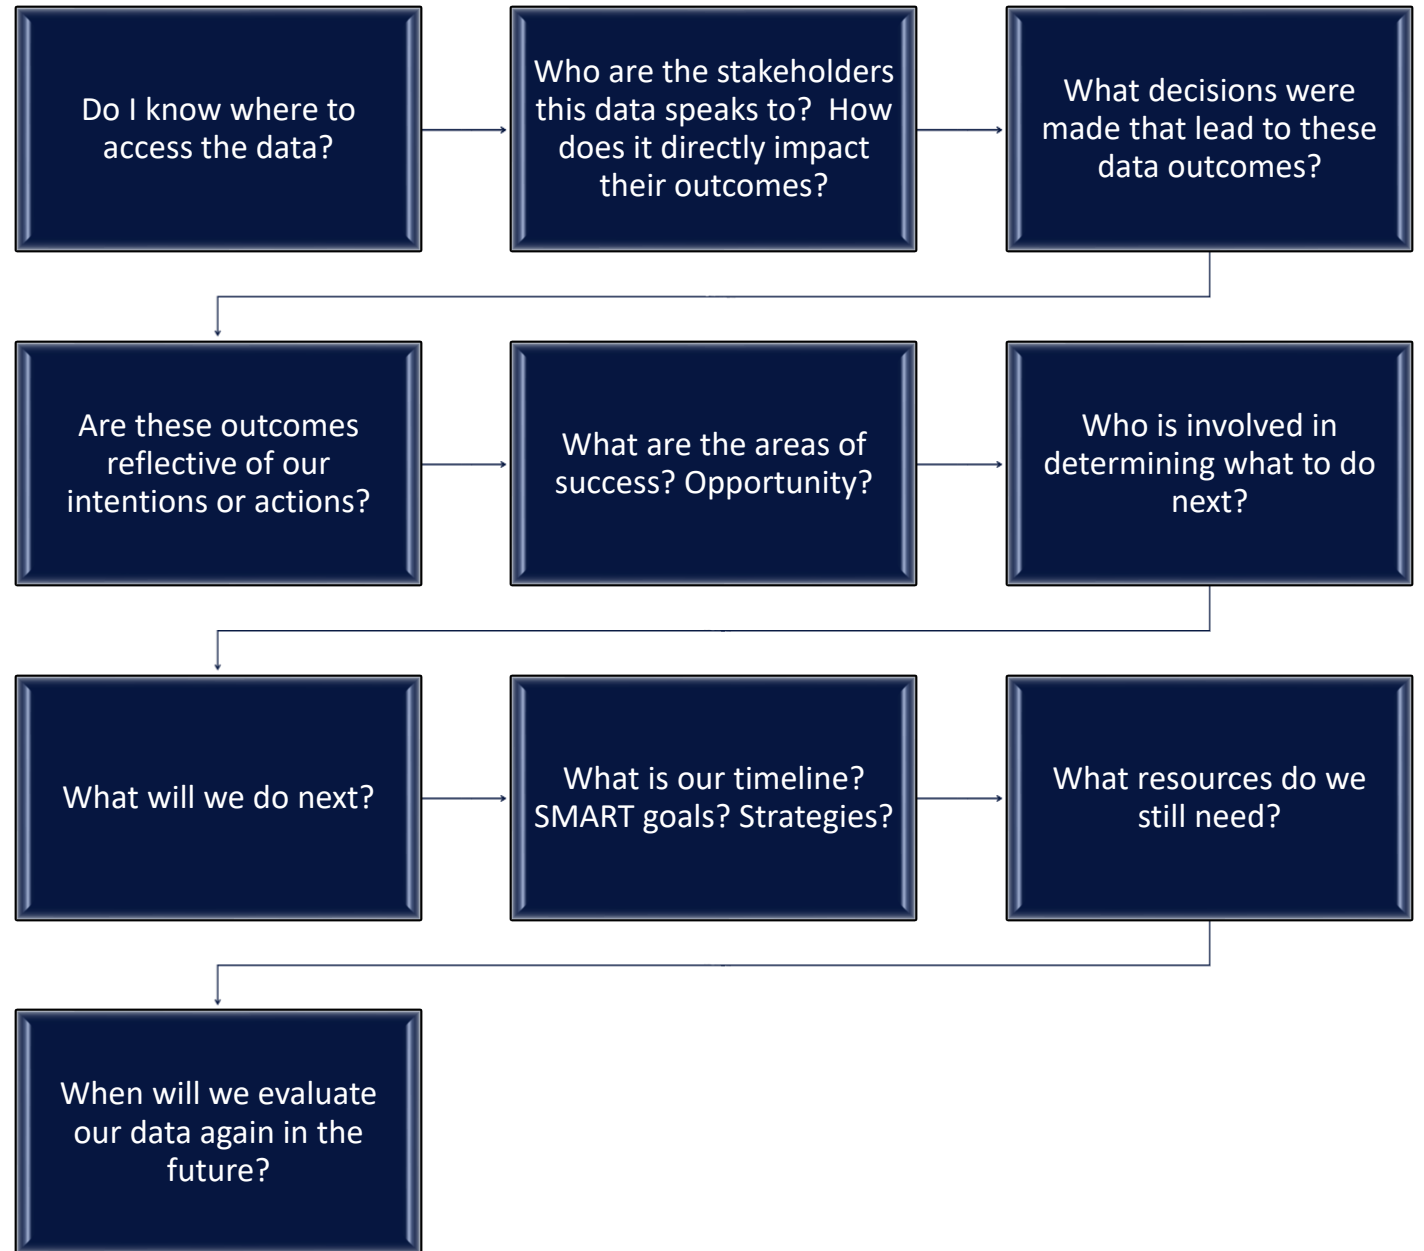 Do I know where to
access the data?
Who are the stakeholders
this data speaks to?  How
does it directly impact
their outcomes?
What decisions were
made that lead to these
data outcomes?
Are these outcomes
reflective of our
intentions or actions?
What are the areas of
success? Opportunity?
Who is involved in
determining what to do
next?
What will we do next?
What is our timeline?
SMART goals? Strategies?
What resources do we
still need?
When will we evaluate
our data again in the
future?